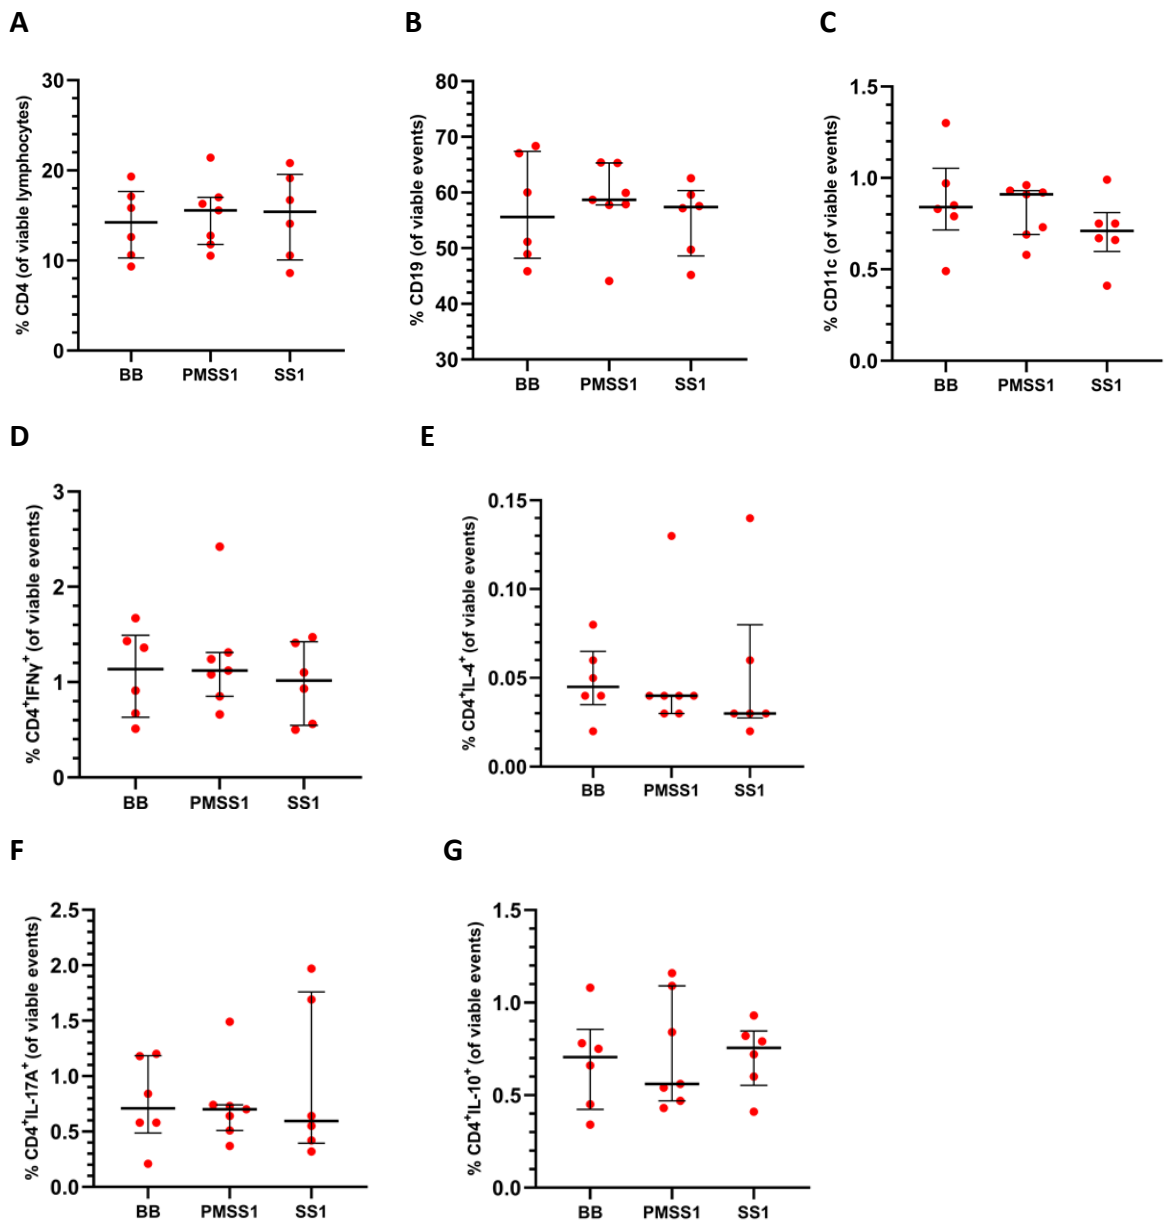 A
B
C
% CD4 (of viable lymphocytes)
30
20
10
0
BB PMSS1 SS1
% CD19 (of viable events)
80
70
60
50
40
30
BB PMSS1 SS1
% CD11c (of viable events)
1.5
1.0
0.5
0.0
BB PMSS1 SS1
D
E
% CD4⁺IFNγ⁺ (of viable events)
3
2
1
0
BB PMSS1 SS1
% CD4⁺IL-4⁺ (of viable events)
0.15
0.10
0.05
0.00
BB PMSS1 SS1
F
G
% CD4⁺IL-17A⁺ (of viable events)
2.5
2.0
1.5
1.0
0.5
0.0
BB PMSS1 SS1
% CD4⁺IL-10⁺ (of viable events)
1.5
1.0
0.5
0.0
BB PMSS1 SS1